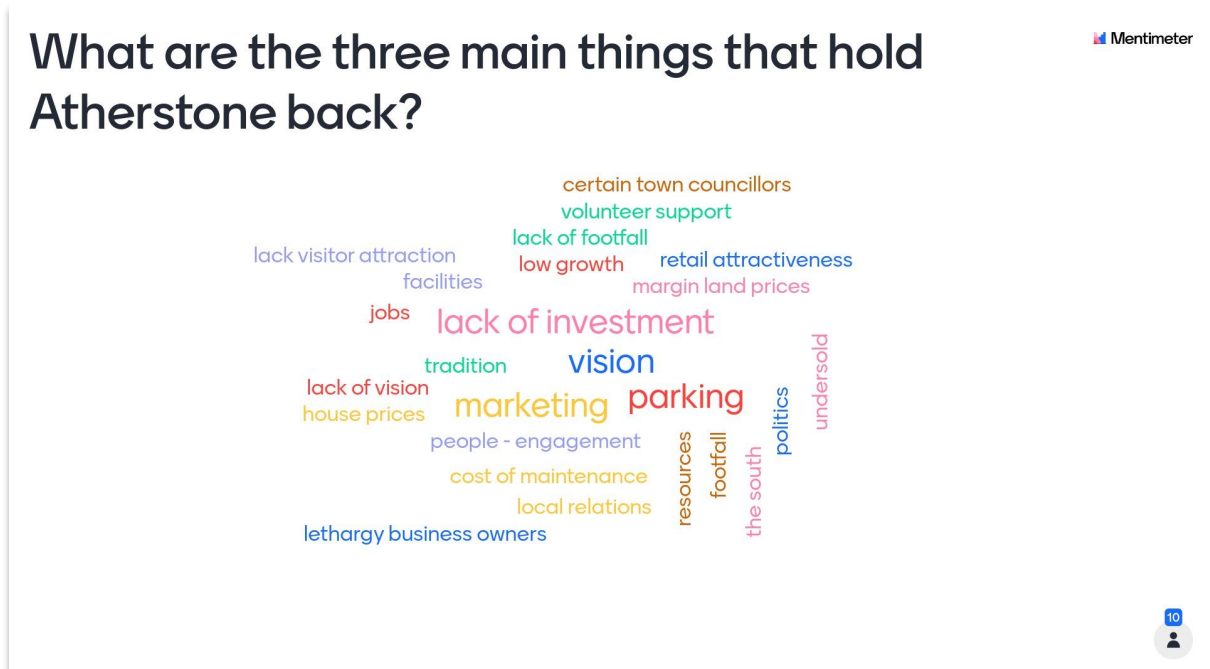 What are the three main things that hold
Atherstone back?
Mentimeter
certain town councillors
volunteer support
lack of footfall
lack visitor attraction
low growth
retail attractiveness
facilities
margin land prices
jobs
lack of investment
undersold
vision
tradition
lack of vision
marketing
parking
house prices
politics
people - engagement
resources
footfall
the south
cost of maintenance
local relations
lethargy business owners
10